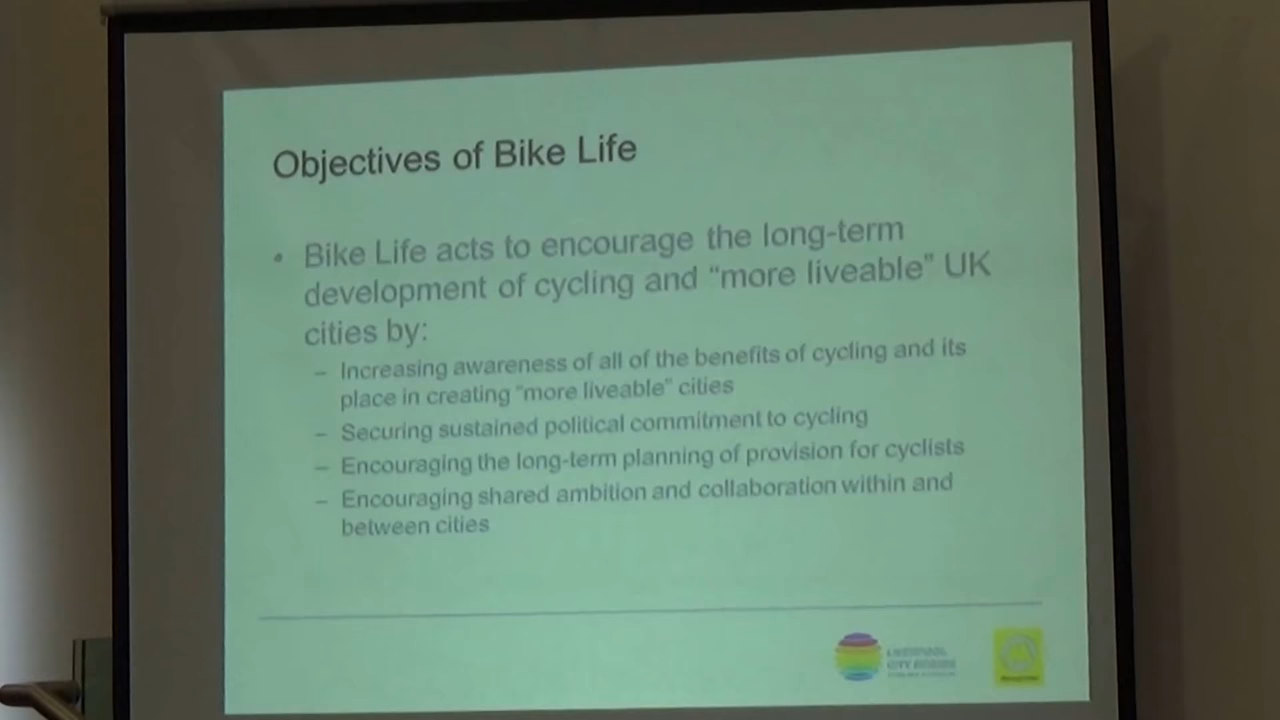 Objectives of Bike Life
• Bike Life acts to encourage the long-term
development of cycling and “more liveable” UK
cities by:
– Increasing awareness of all of the benefits of cycling and its
place in creating “more liveable” cities
– Securing sustained political commitment to cycling
– Encouraging the long-term planning of provision for cyclists
– Encouraging shared ambition and collaboration within and
between cities
LIVERPOOL
CITY REGION